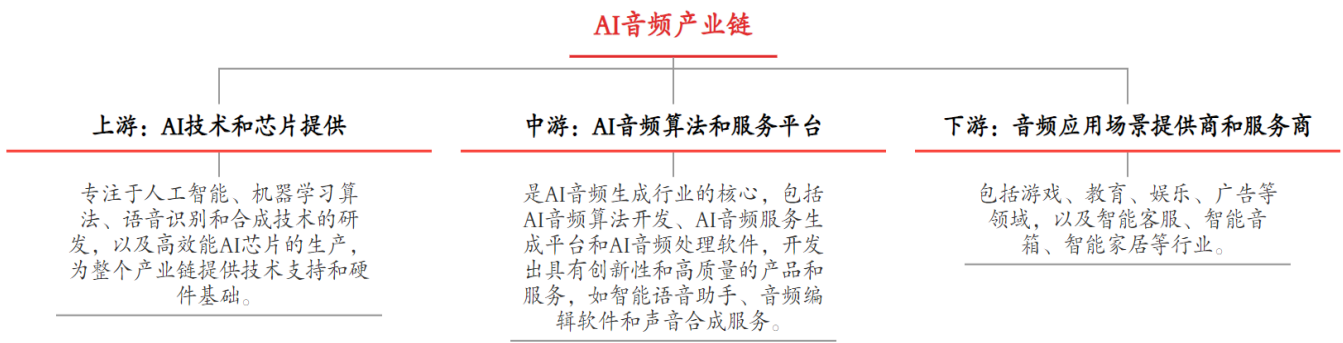 AI音频产业链
上游：AI技术和芯片提供
专注于人工智能、机器学习算
法、语音识别和合成技术的研
发，以及高效能AI芯片的生产，
为整个产业链提供技术支持和硬
件基础。
中游：AI音频算法和服务平台
是AI音频生成行业的核心，包括
AI音频算法开发、AI音频服务生
成平台和AI音频处理软件，开发
出具有创新性和高质量的产品和
服务，如智能语音助手、音频编
辑软件和声音合成服务。
下游：音频应用场景提供商和服务商
包括游戏、教育、娱乐、广告等
领域，以及智能客服、智能音
箱、智能家居等行业。